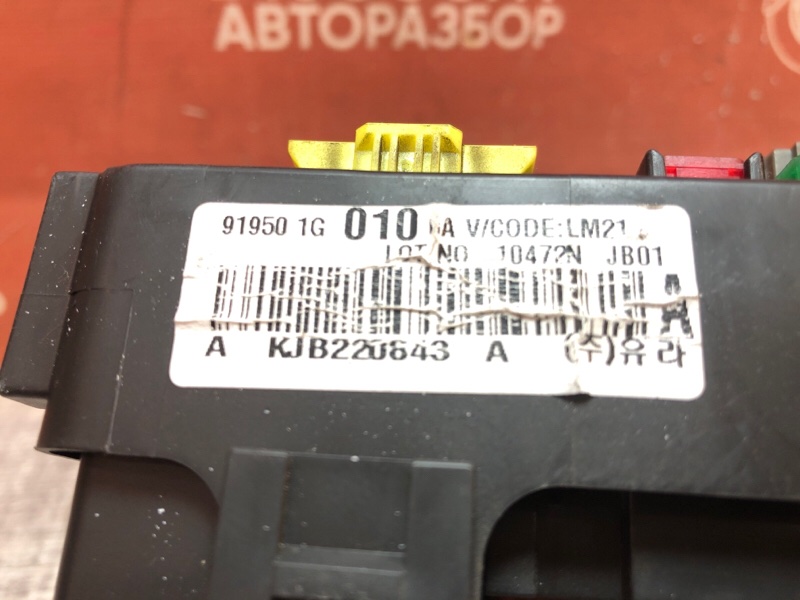 АВТОРАЗБОР
91950 1G 010 A V/CODE:LM21
LOT NO 10472N JB01
A
A KJB220643 A (주)유라